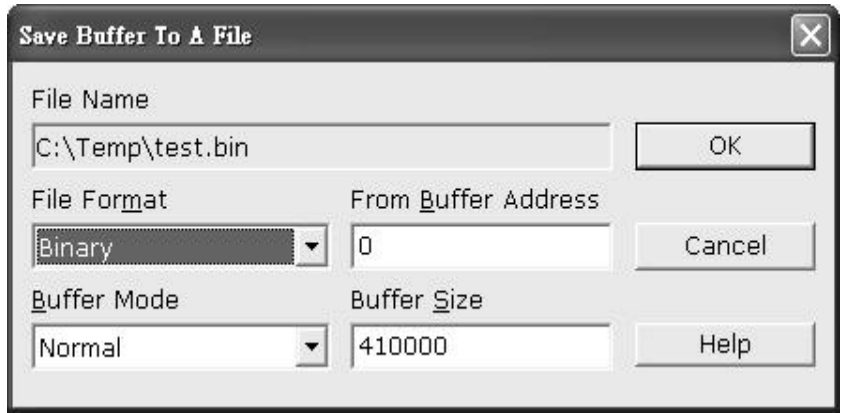 Save Buffer To A File
File Name
C:\Temp\test.bin
OK
File Format
From Buffer Address
Binary
0
Cancel
Buffer Mode
Buffer Size
Normal
410000
Help